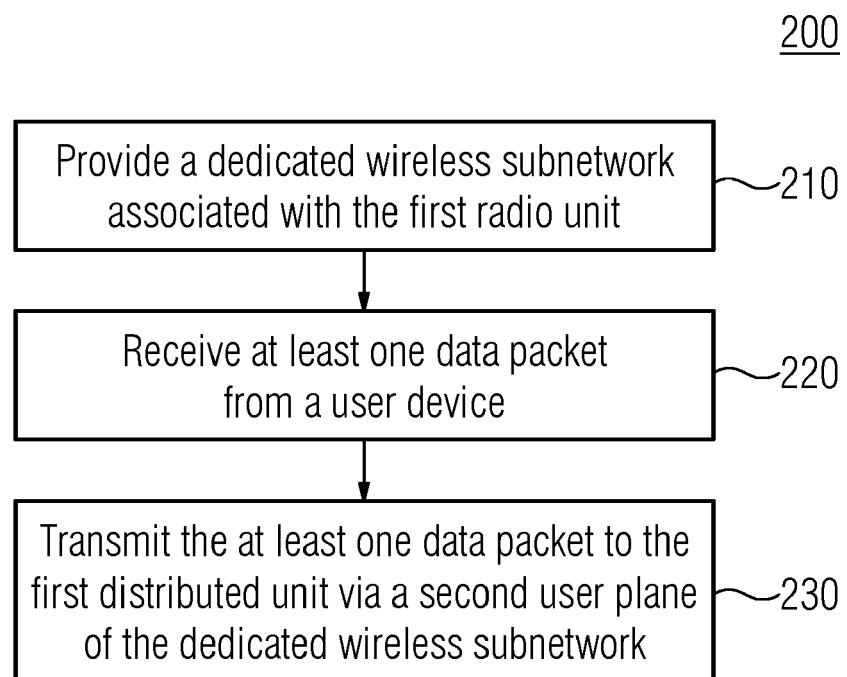 200
Provide a dedicated wireless subnetwork
associated with the first radio unit
210
Receive at least one data packet
from a user device
220
Transmit the at least one data packet to the
first distributed unit via a second user plane
of the dedicated wireless subnetwork
230